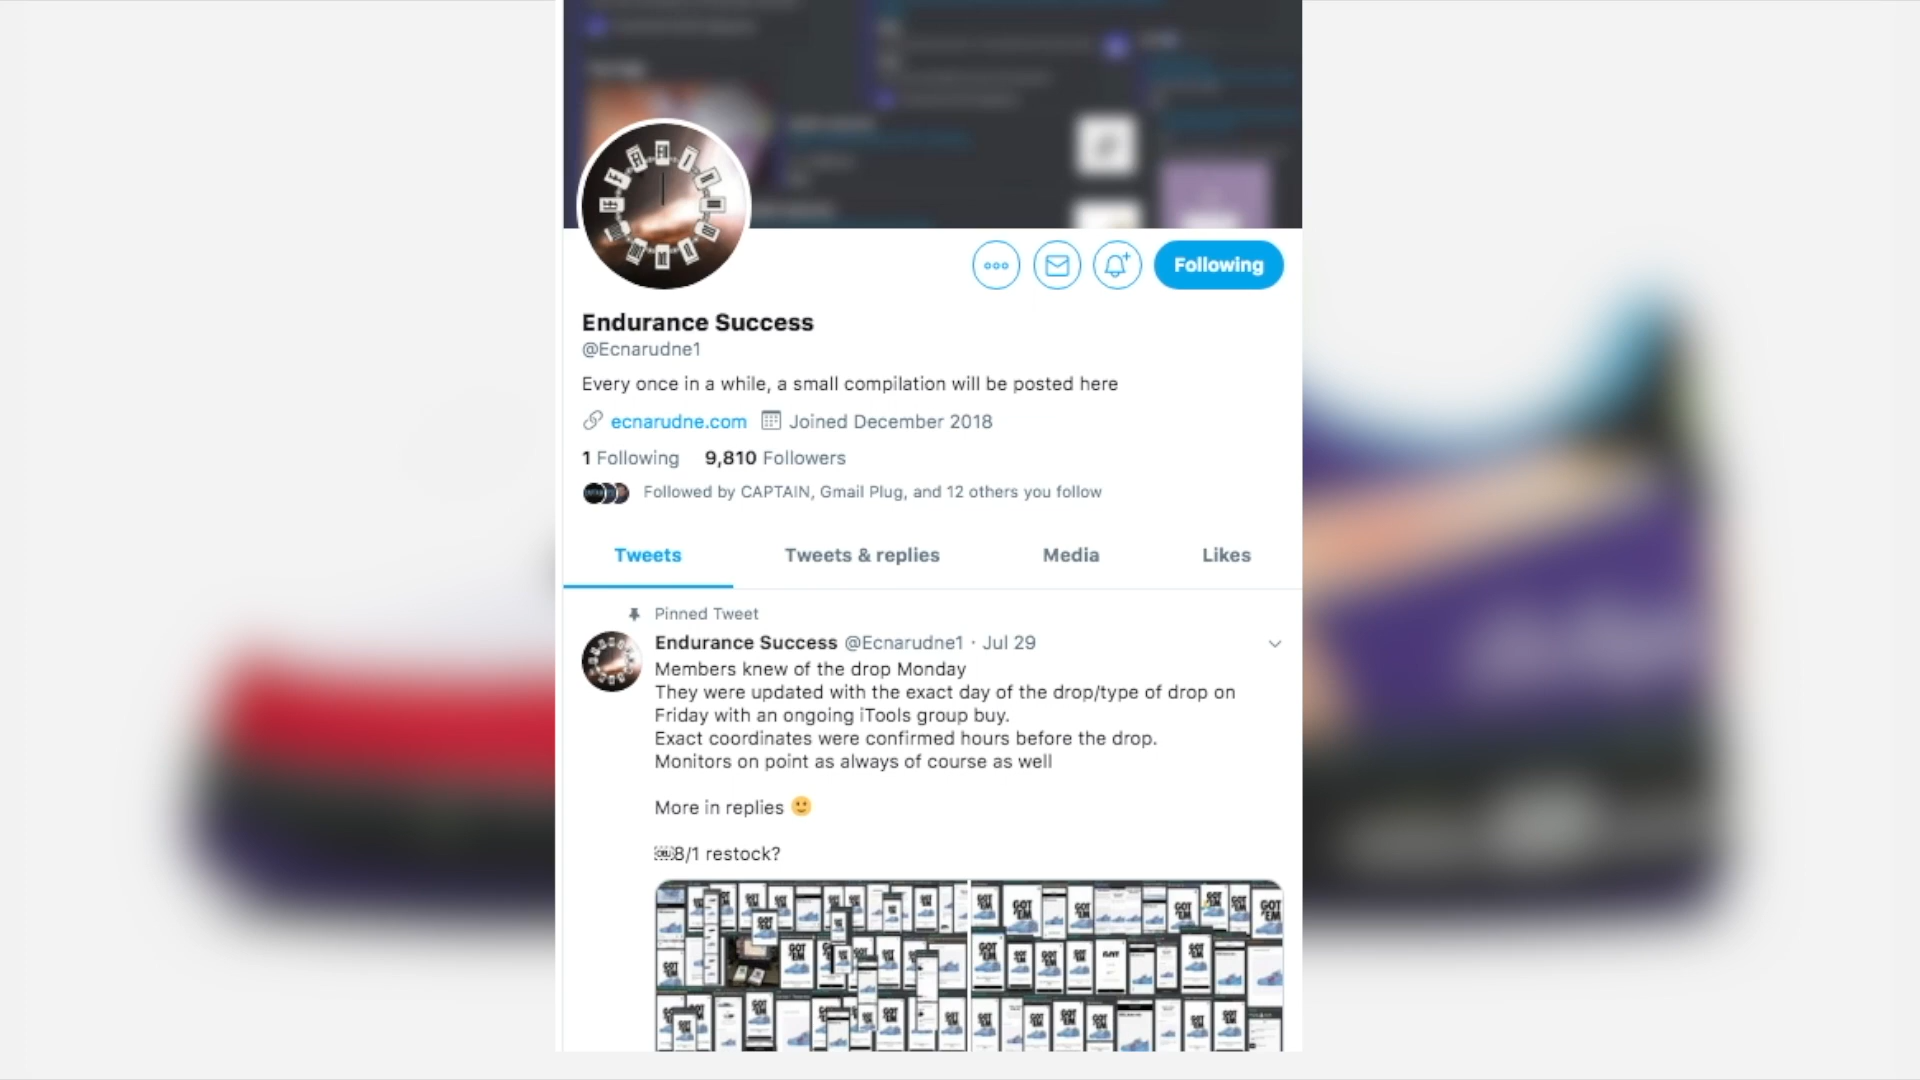 Following
Endurance Success
@Ecnarudne1
Every once in a while, a small compilation will be posted here
ecnarudne.com Joined December 2018
1 Following 9,810 Followers
Followed by CAPTAIN, Gmail Plug, and 12 others you follow
Tweets Tweets & replies Media Likes
Pinned Tweet
Endurance Success @Ecnarudne1 · Jul 29
Members knew of the drop Monday
They were updated with the exact day of the drop/type of drop on
Friday with an ongoing iTools group buy.
Exact coordinates were confirmed hours before the drop.
Monitors on point as always of course as well
More in replies 🙂
8/1 restock?
GOT 'EM